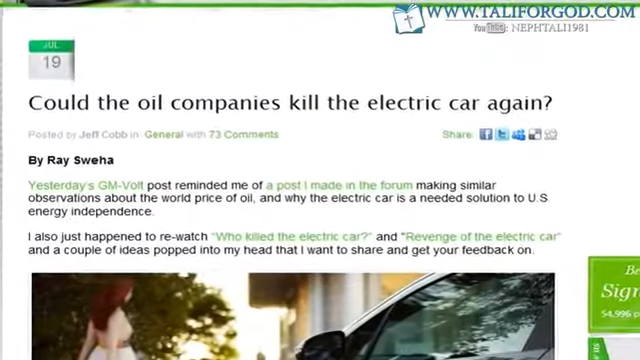 WWW.TALIFORGOD.COM
You Tube: NEPHTALI1981
JUL
19
Could the oil companies kill the electric car again?
Posted by Jeff Cobb in General with 73 Comments
Share:
By Ray Sweha
Yesterday's GM-Volt post reminded me of a post I made in the forum making similar
observations about the world price of oil, and why the electric car is a needed solution to U.S
energy independence.
I also just happened to re-watch "Who killed the electric car?" and "Revenge of the electric car"
and a couple of ideas popped into my head that I want to share and get your feedback on.
Be
Sign
54,996 p